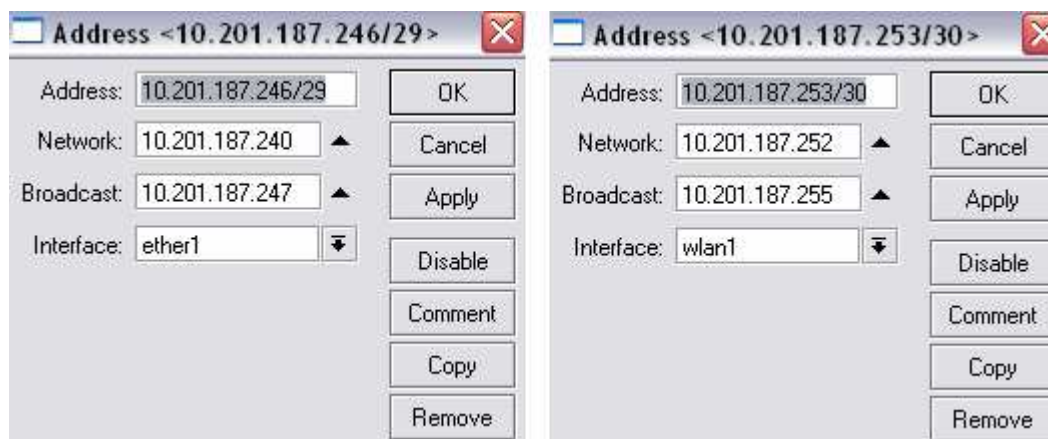 Address <10.201.187.246/29>
Address: 10.201.187.246/29
OK
Network: 10.201.187.240
Cancel
Broadcast: 10.201.187.247
Apply
Interface: ether1
Disable
Comment
Copy
Remove
Address <10.201.187.253/30>
Address: 10.201.187.253/30
OK
Network: 10.201.187.252
Cancel
Broadcast: 10.201.187.255
Apply
Interface: wlan1
Disable
Comment
Copy
Remove